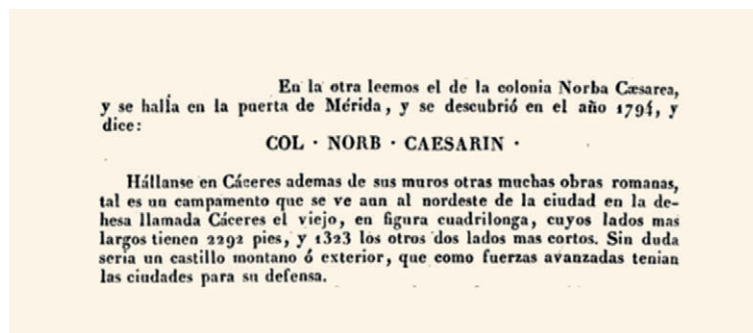 En la otra leemos el de la colonia Norba Cæsarea,
y se halla en la puerta de Mérida, y se descubrió en el año 1794, y
dice:
COL · NORB · CAESARIN ·
Hállanse en Cáceres ademas de sus muros otras muchas obras romanas,
tal es un campamento que se ve aun al nordeste de la ciudad en la de-
hesa llamada Cáceres el viejo, en figura cuadrilonga, cuyos lados mas
largos tienen 2292 pies, y 1323 los otros dos lados mas cortos. Sin duda
seria un castillo montano ó exterior, que como fuerzas avanzadas tenian
las ciudades para su defensa.